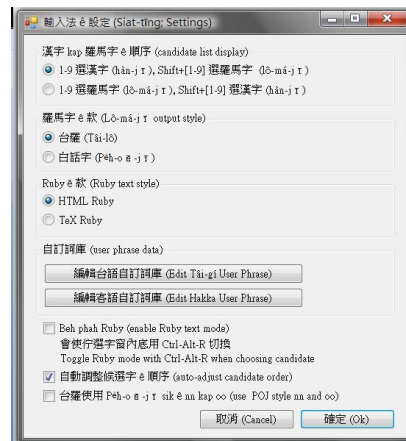 輸入法 ê 設定 (Siat-tīng; Settings)
漢字 kap 羅馬字 ê 順序 (candidate list display)
1-9 選漢字 (hàn-jī), Shift+[1-9] 選羅馬字 (lô-má-jī)
1-9 選羅馬字 (lô-má-jī), Shift+[1-9] 選漢字 (hàn-jī)
羅馬字 ê 款 (Lô-má-jī output style)
台羅 (Tâi-lô)
白話字 (Pe̍h-ōe-jī)
Ruby ê 款 (Ruby text style)
HTML Ruby
TeX Ruby
自訂詞庫 (user phrase data)
編輯台語自訂詞庫 (Edit Tâi-gí User Phrase)
編輯客語自訂詞庫 (Edit Hakka User Phrase)
Beh phah Ruby (enable Ruby text mode)
會使佇選字窗內底用 Ctrl-Alt-R 切換
Toggle Ruby mode with Ctrl-Alt-R when choosing candidate
自動調整候選字 ê 順序 (auto-adjust candidate order)
台羅使用 Pe̍h-ōe-jī sik ê nn kap oo (use POJ style nn and oo)
取消 (Cancel)
確定 (Ok)